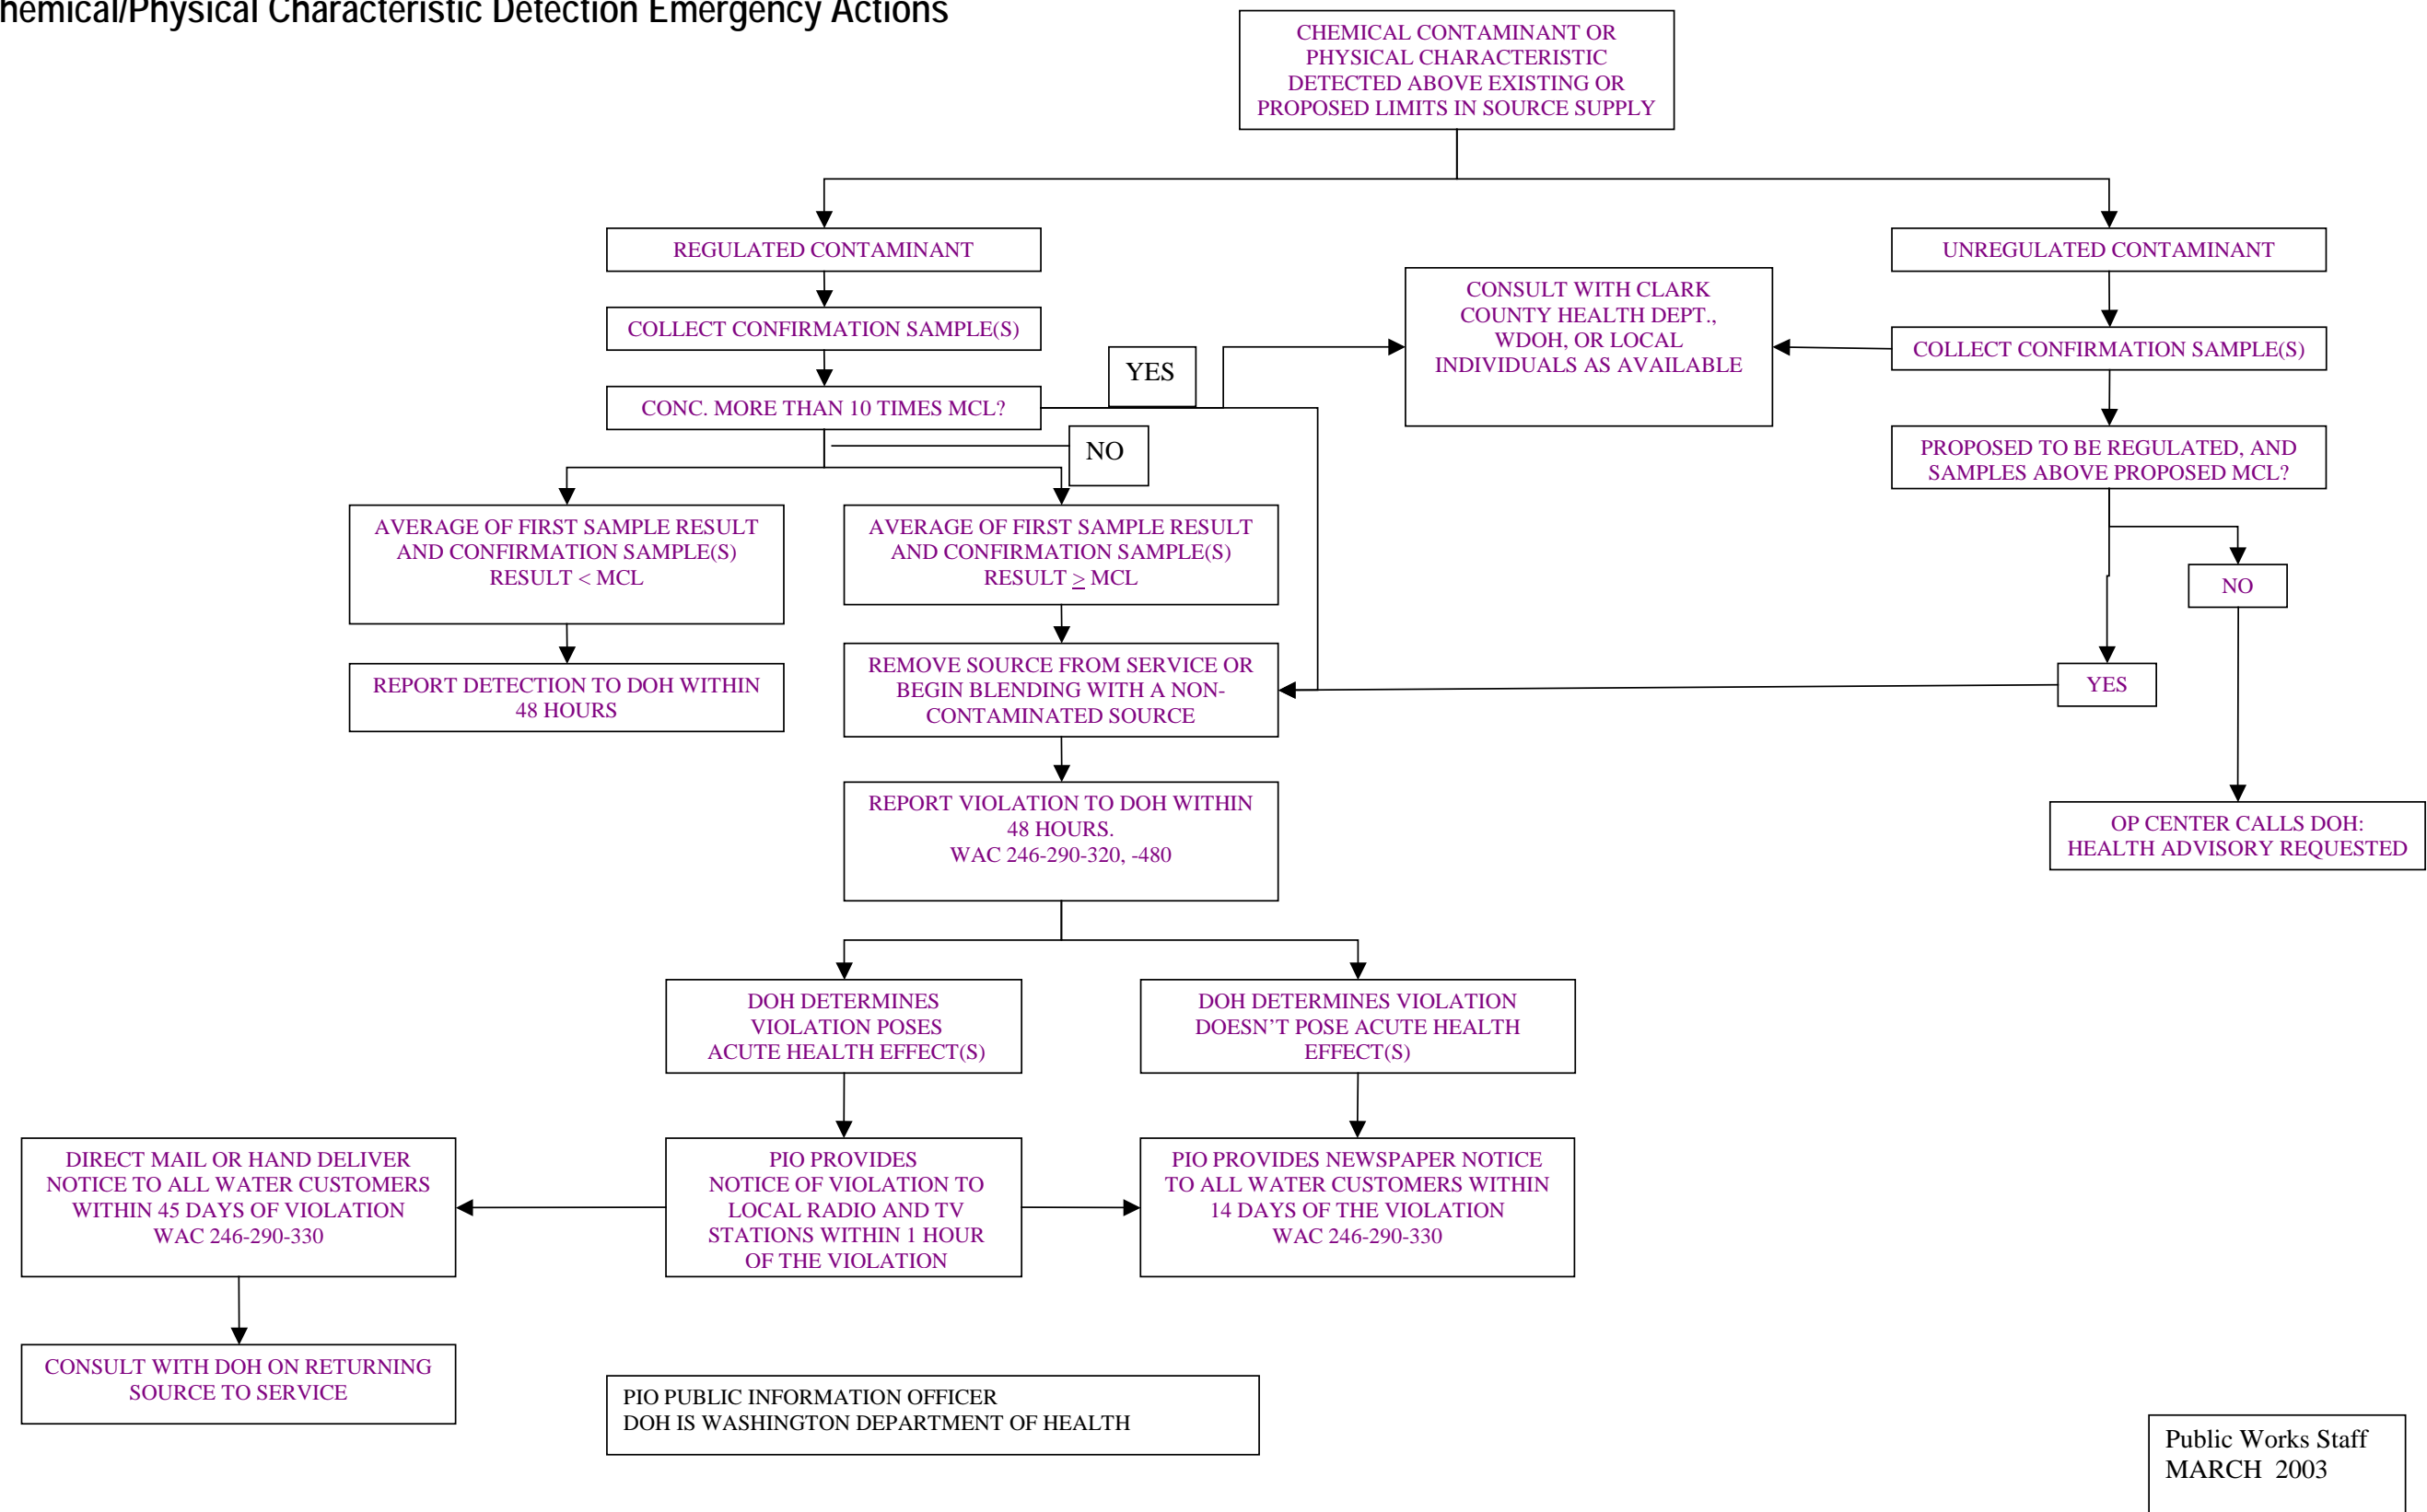 hemical/Physical Characteristic Detection Emergency Actions
CHEMICAL CONTAMINANT OR
PHYSICAL CHARACTERISTIC
DETECTED ABOVE EXISTING OR
PROPOSED LIMITS IN SOURCE SUPPLY
REGULATED CONTAMINANT
UNREGULATED CONTAMINANT
COLLECT CONFIRMATION SAMPLE(S)
CONSULT WITH CLARK
COUNTY HEALTH DEPT.,
WDOH, OR LOCAL
INDIVIDUALS AS AVAILABLE
COLLECT CONFIRMATION SAMPLE(S)
YES
CONC. MORE THAN 10 TIMES MCL?
NO
PROPOSED TO BE REGULATED, AND
SAMPLES ABOVE PROPOSED MCL?
AVERAGE OF FIRST SAMPLE RESULT
AND CONFIRMATION SAMPLE(S)
RESULT < MCL
AVERAGE OF FIRST SAMPLE RESULT
AND CONFIRMATION SAMPLE(S)
RESULT ≥ MCL
NO
REPORT DETECTION TO DOH WITHIN
48 HOURS
REMOVE SOURCE FROM SERVICE OR
BEGIN BLENDING WITH A NON-
CONTAMINATED SOURCE
YES
REPORT VIOLATION TO DOH WITHIN
48 HOURS.
WAC 246-290-320, -480
OP CENTER CALLS DOH:
HEALTH ADVISORY REQUESTED
DOH DETERMINES
VIOLATION POSES
ACUTE HEALTH EFFECT(S)
DOH DETERMINES VIOLATION
DOESN'T POSE ACUTE HEALTH
EFFECT(S)
DIRECT MAIL OR HAND DELIVER
NOTICE TO ALL WATER CUSTOMERS
WITHIN 45 DAYS OF VIOLATION
WAC 246-290-330
PIO PROVIDES
NOTICE OF VIOLATION TO
LOCAL RADIO AND TV
STATIONS WITHIN 1 HOUR
OF THE VIOLATION
PIO PROVIDES NEWSPAPER NOTICE
TO ALL WATER CUSTOMERS WITHIN
14 DAYS OF THE VIOLATION
WAC 246-290-330
CONSULT WITH DOH ON RETURNING
SOURCE TO SERVICE
PIO PUBLIC INFORMATION OFFICER
DOH IS WASHINGTON DEPARTMENT OF HEALTH
Public Works Staff
MARCH 2003